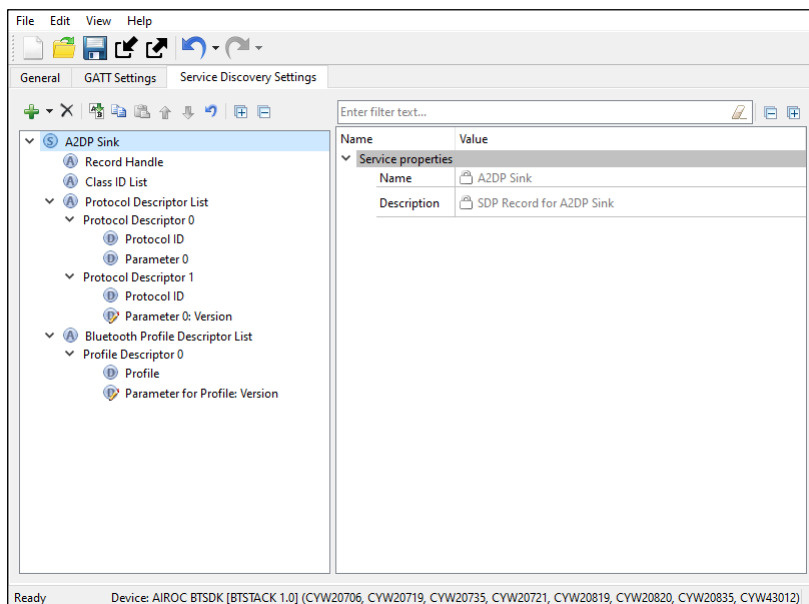 File Edit View Help
General GATT Settings Service Discovery Settings
Enter filter text...
A2DP Sink
Record Handle
Class ID List
Protocol Descriptor List
Protocol Descriptor 0
Protocol ID
Parameter 0
Protocol Descriptor 1
Protocol ID
Parameter 0: Version
Bluetooth Profile Descriptor List
Profile Descriptor 0
Profile
Parameter for Profile: Version
Name Value
Service properties
Name A2DP Sink
Description SDP Record for A2DP Sink
Ready Device: AIROC BTSDK [BTSTACK 1.0] (CYW20706, CYW20719, CYW20735, CYW20721, CYW20819, CYW20820, CYW20835, CYW43012)